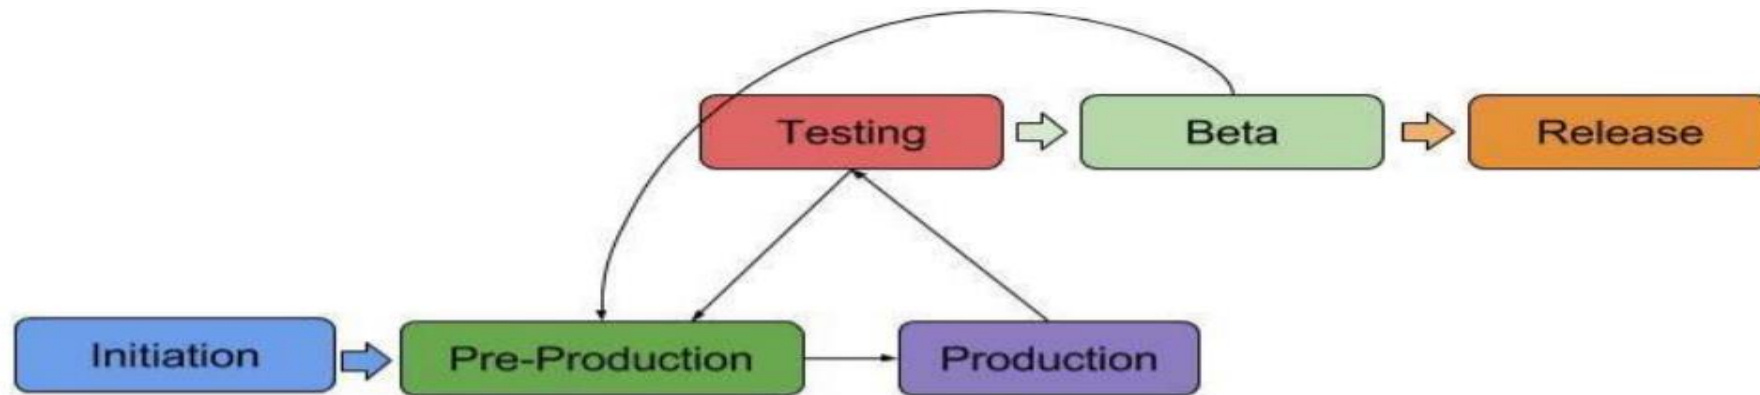 Testing
Beta
Release
Initiation
Pre-Production
Production